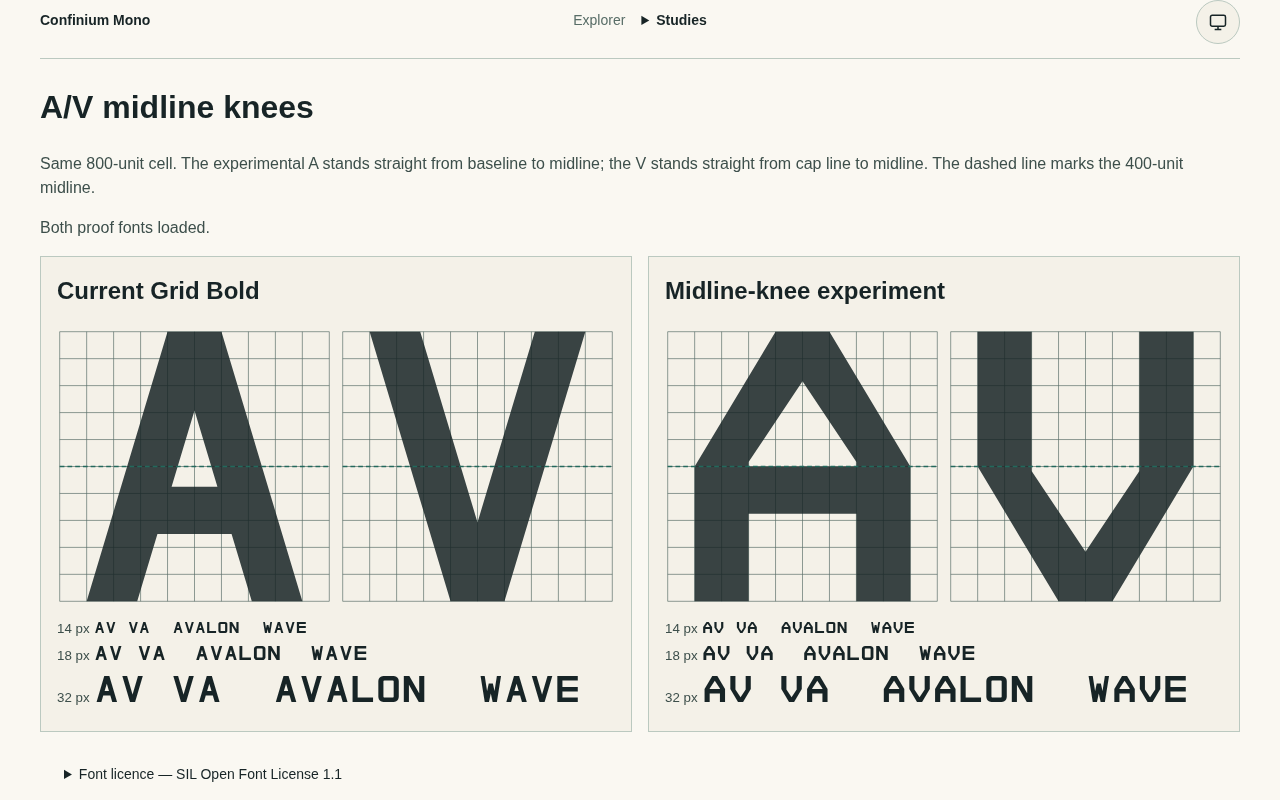 Confinium Mono
Explorer ▶ Studies
A/V midline knees
Same 800-unit cell. The experimental A stands straight from baseline to midline; the V stands straight from cap line to midline. The dashed line marks the 400-unit
midline.
Both proof fonts loaded.
Current Grid Bold
A V
14 px AV VA AVALON WAVE
18 px AV VA AVALON WAVE
32 px AV VA AVALON WAVE
Midline-knee experiment
A V
14 px AV VA AVALON WAVE
18 px AV VA AVALON WAVE
32 px AV VA AVALON WAVE
▶ Font licence — SIL Open Font License 1.1